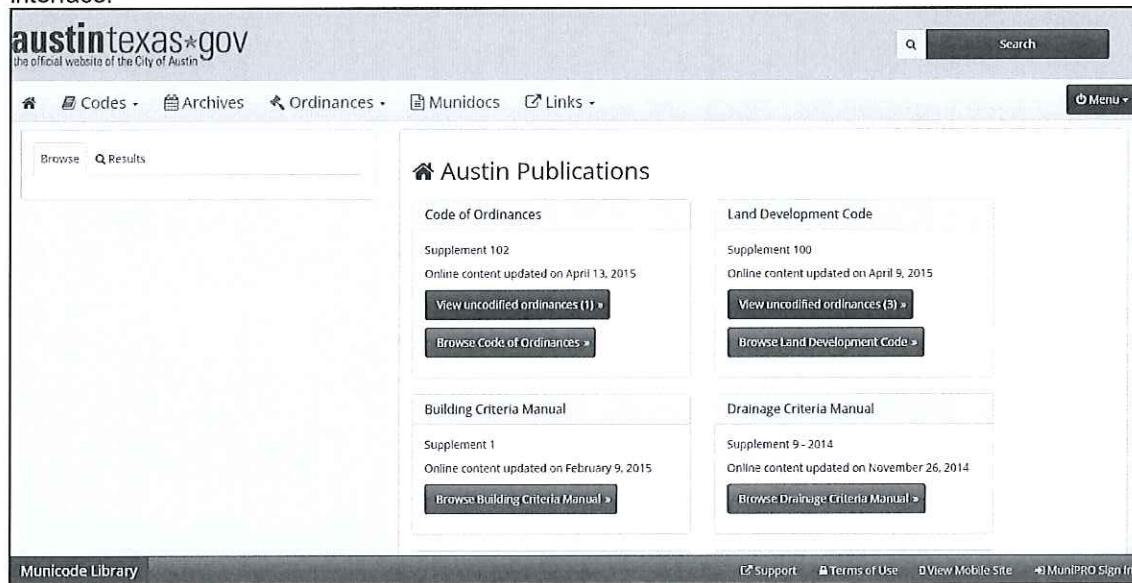 interface.
austintexas*gov
the official website of the City of Austin
Search
Codes
Archives
Ordinances
Munidocs
Links
Menu
Browse
Results
Austin Publications
Code of Ordinances
Supplement 102
Online content updated on April 13, 2015
View uncodified ordinances (1) »
Browse Code of Ordinances »
Land Development Code
Supplement 100
Online content updated on April 9, 2015
View uncodified ordinances (3) »
Browse Land Development Code »
Building Criteria Manual
Supplement 1
Online content updated on February 9, 2015
Browse Building Criteria Manual »
Drainage Criteria Manual
Supplement 9 - 2014
Online content updated on November 26, 2014
Browse Drainage Criteria Manual »
Municode Library
Support
Terms of Use
View Mobile Site
MuniPRO Sign In